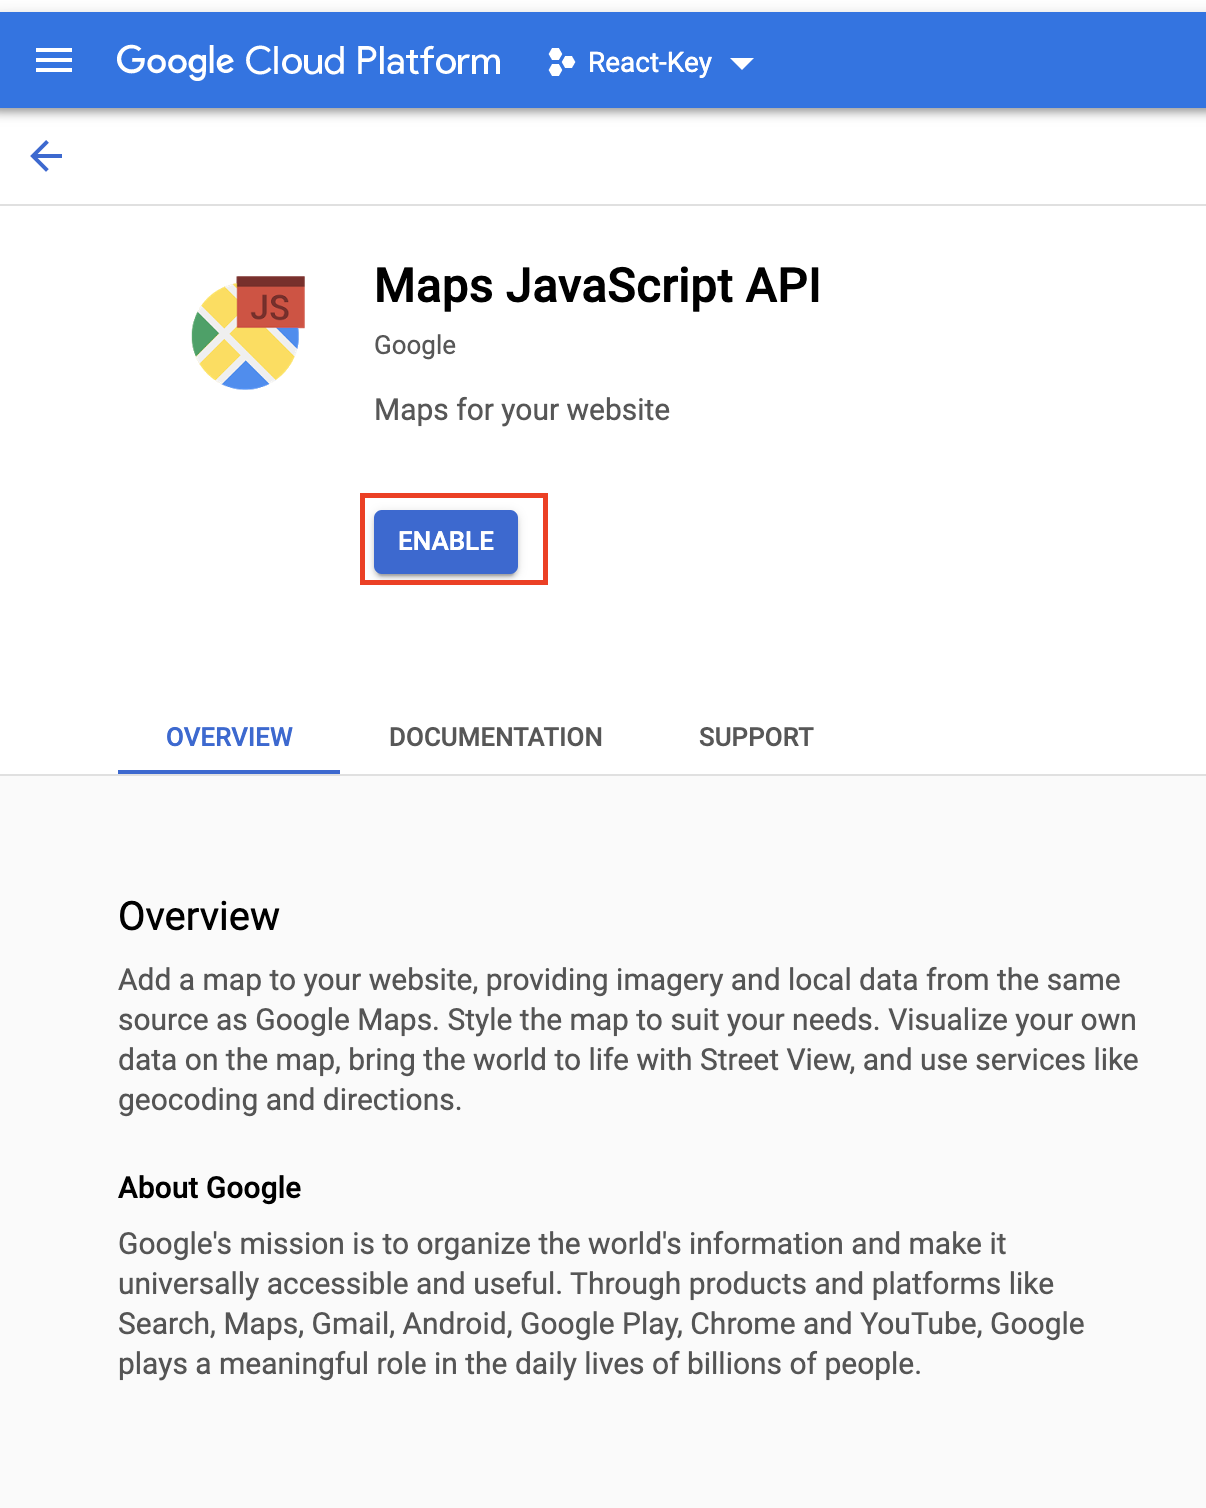 Google Cloud Platform React-Key
JS
Maps JavaScript API
Google
Maps for your website
ENABLE
OVERVIEW DOCUMENTATION SUPPORT
Overview
Add a map to your website, providing imagery and local data from the same
source as Google Maps. Style the map to suit your needs. Visualize your own
data on the map, bring the world to life with Street View, and use services like
geocoding and directions.
About Google
Google's mission is to organize the world's information and make it
universally accessible and useful. Through products and platforms like
Search, Maps, Gmail, Android, Google Play, Chrome and YouTube, Google
plays a meaningful role in the daily lives of billions of people.